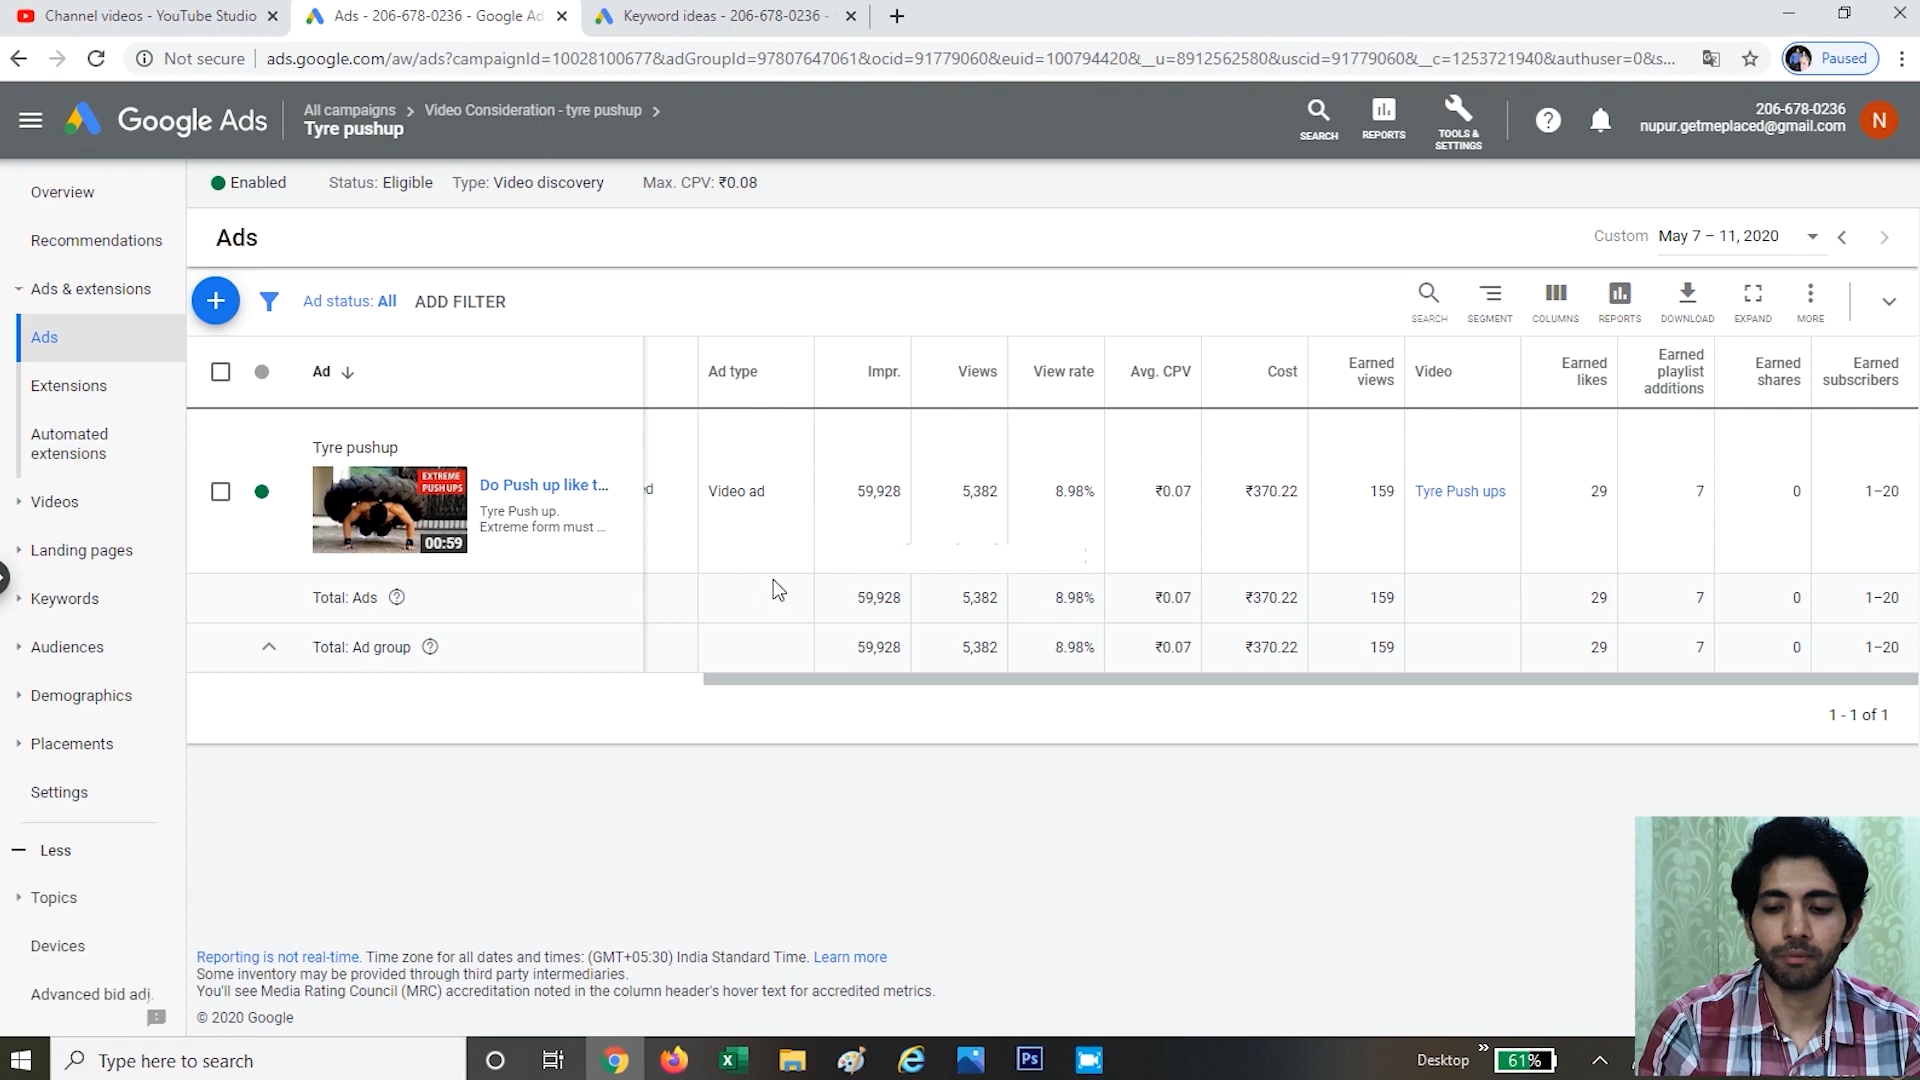 Channel videos - YouTube Studio
Ads - 206-678-0236 - Google Ad
Keyword ideas - 206-678-0236 -
Not secure
ads.google.com/aw/ads?campaignId=10028100677&adGroupId=97807647061&ocid=91779060&euid=100794420&__u=8912562580&uscid=91779060&__c=1253721940&authuser=0&s...
Paused
Google Ads
All campaigns > Video Consideration - tyre pushup >
Tyre pushup
SEARCH
REPORTS
TOOLS &
SETTINGS
206-678-0236
nupur.getmeplaced@gmail.com
N
Overview
Recommendations
Ads & extensions
Ads
Extensions
Automated
extensions
Videos
Landing pages
Keywords
Audiences
Demographics
Placements
Settings
Less
Topics
Devices
Advanced bid adj.
Enabled Status: Eligible Type: Video discovery Max. CPV: ₹0.08
Ads
Custom May 7 – 11, 2020
Ad status: All ADD FILTER
SEARCH SEGMENT COLUMNS REPORTS DOWNLOAD EXPAND MORE
Ad Ad type Impr. Views View rate Avg. CPV Cost Earned views Video Earned likes Earned playlist additions Earned shares Earned subscribers
Tyre pushup
EXTREME
PUSH UPS
00:59
Do Push up like t...
Tyre Push up.
Extreme form must ...
ed Video ad 59,928 5,382 8.98% ₹0.07 ₹370.22 159 Tyre Push ups 29 7 0 1–20
Total: Ads 59,928 5,382 8.98% ₹0.07 ₹370.22 159 29 7 0 1–20
Total: Ad group 59,928 5,382 8.98% ₹0.07 ₹370.22 159 29 7 0 1–20
1 - 1 of 1
Reporting is not real-time. Time zone for all dates and times: (GMT+05:30) India Standard Time. Learn more
Some inventory may be provided through third party intermediaries.
You'll see Media Rating Council (MRC) accreditation noted in the column header's hover text for accredited metrics.
© 2020 Google
Type here to search
Ps
Desktop
61%